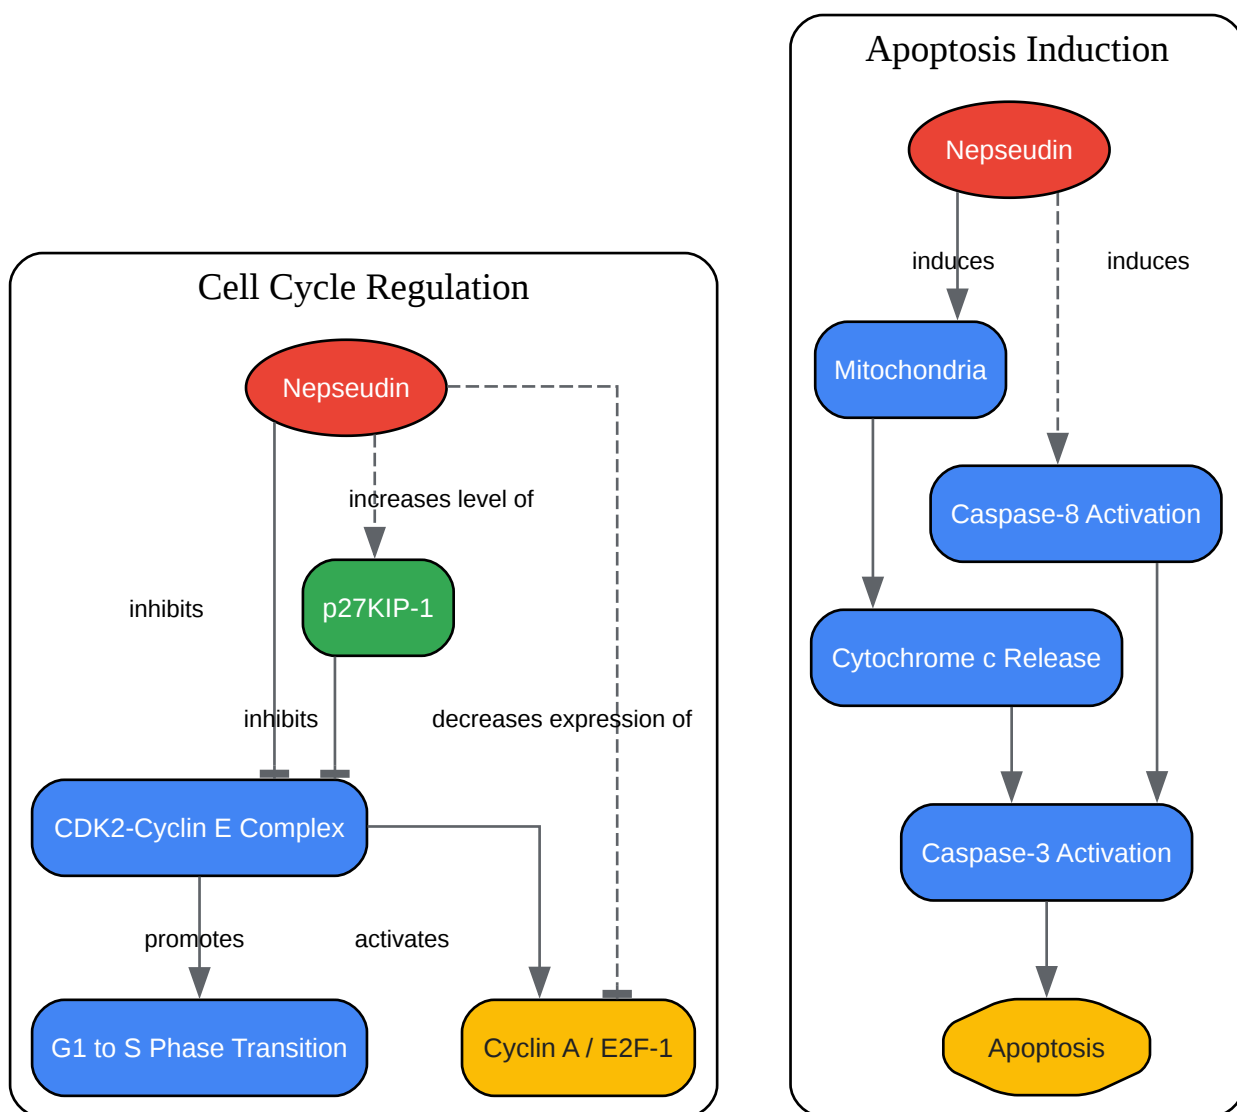 Cell Cycle Regulation
Nepseudin
increases level of
p27KIP-1
inhibits
inhibits
decreases expression of
CDK2-Cyclin E Complex
promotes
activates
G1 to S Phase Transition
Cyclin A / E2F-1
Apoptosis Induction
Nepseudin
induces
induces
Mitochondria
Caspase-8 Activation
Cytochrome c Release
Caspase-3 Activation
Apoptosis